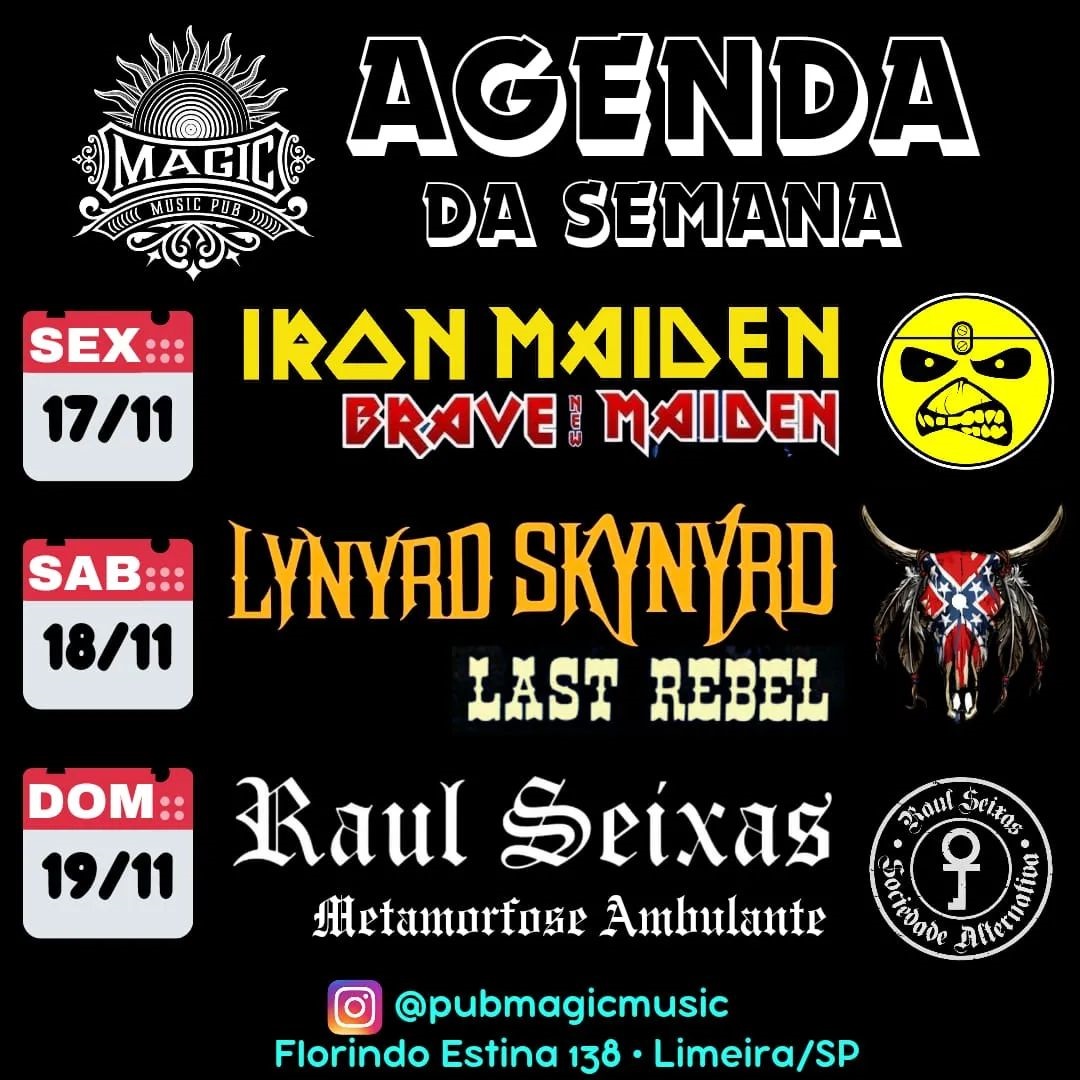 MAGIC
MUSIC PUB
AGENDA
DA SEMANA
SEX
17/11
IRON MAIDEN
BRAVE NEW MAIDEN
SAB
18/11
LYNYRD SKYNYRD
LAST REBEL
DOM
19/11
Raul Seixas
Metamorfose Ambulante
Raul Seixas
Sociedade Alternativa
@pubmagicmusic
Florindo Estina 138 • Limeira/SP